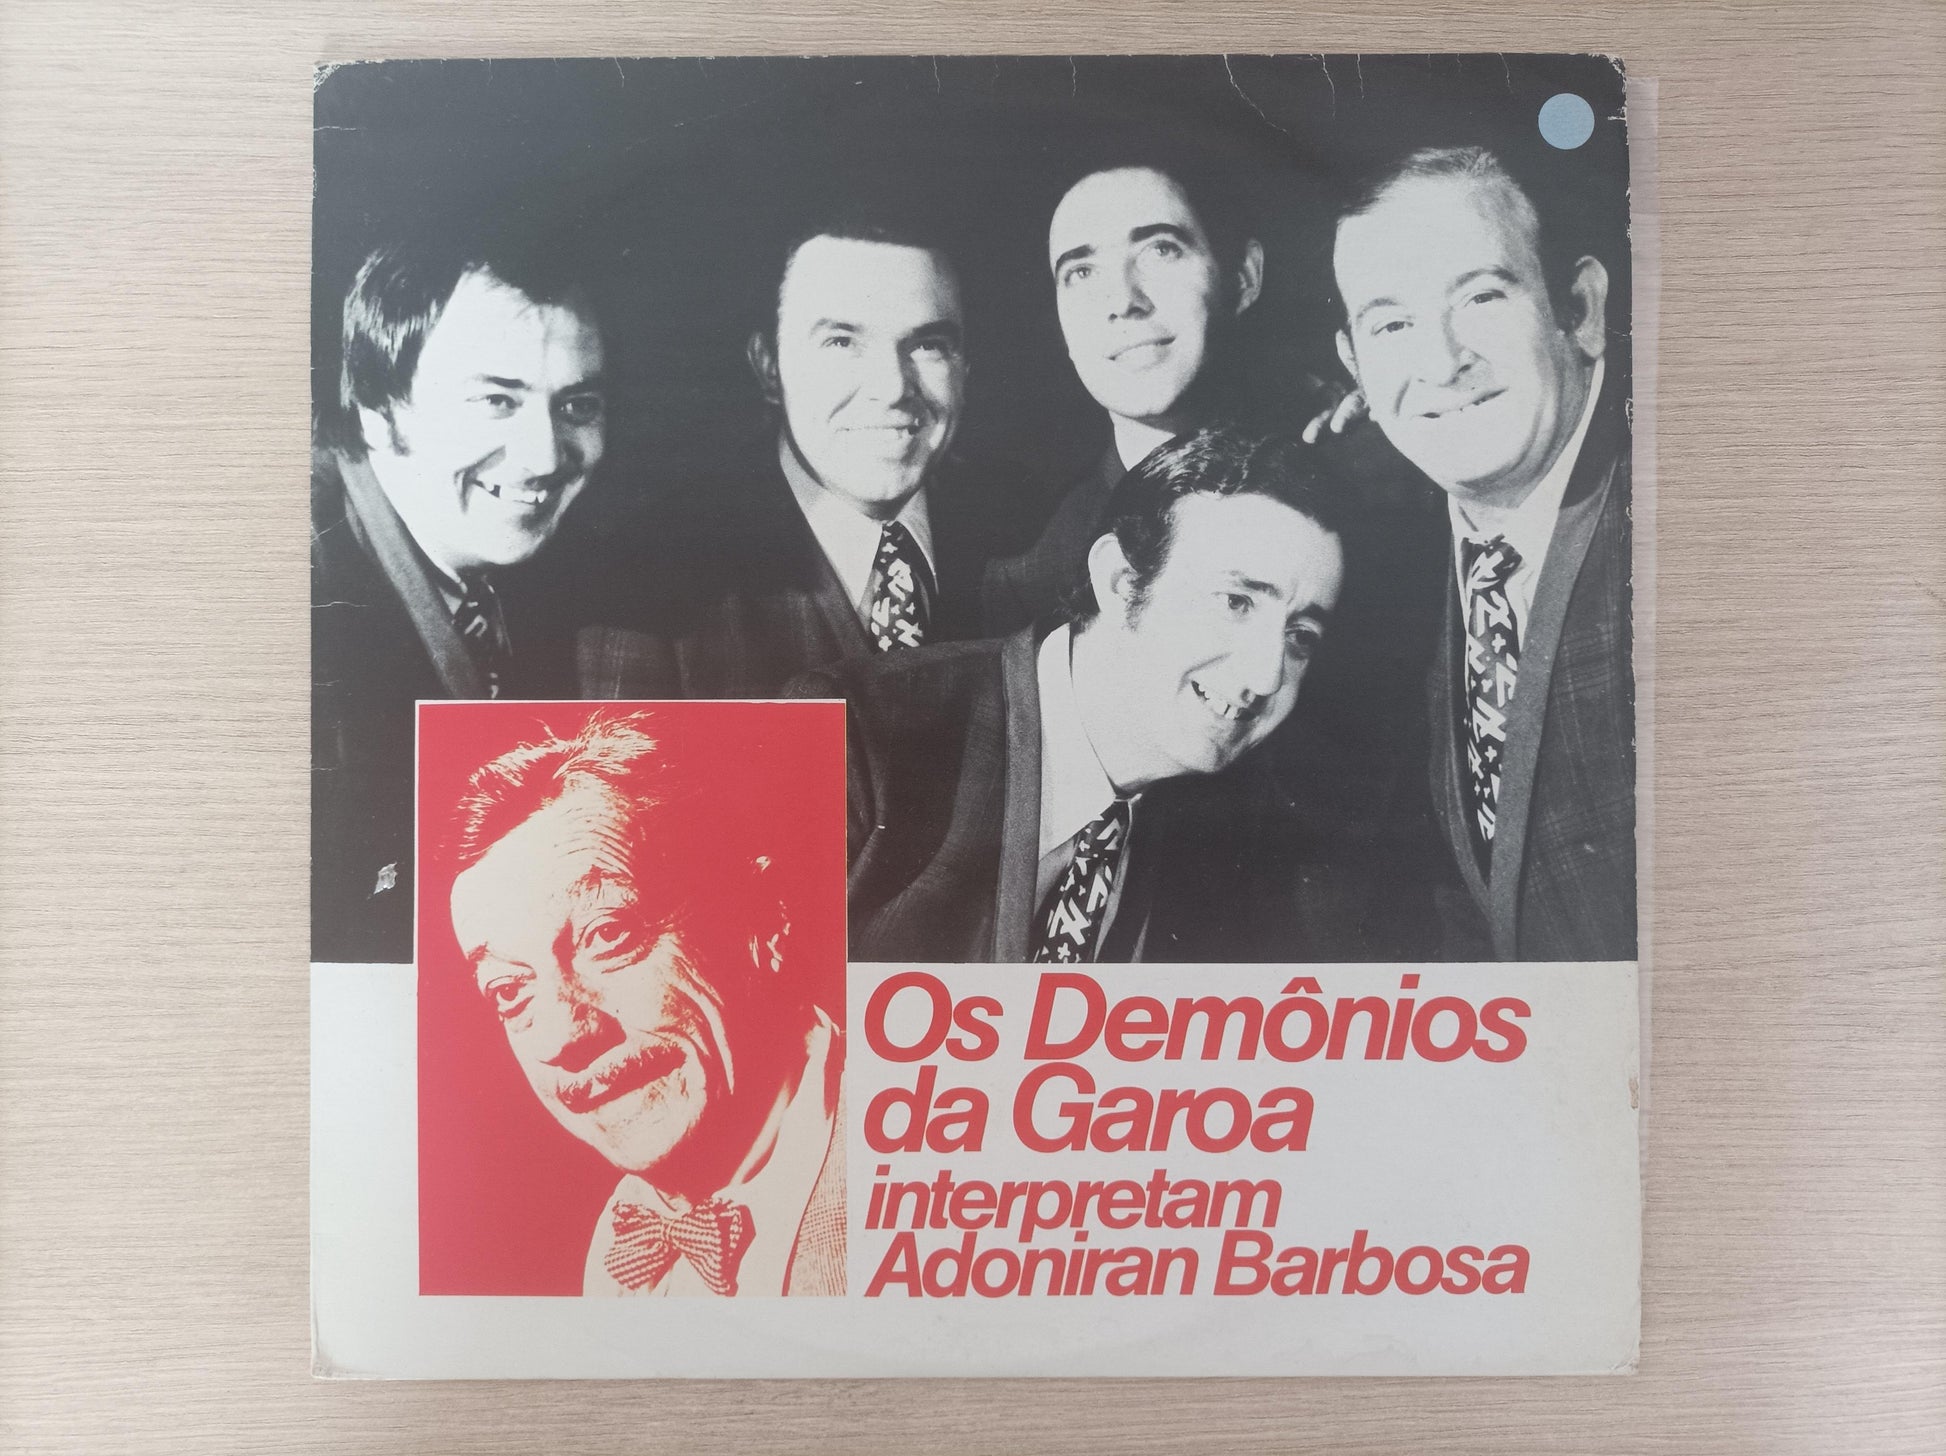 Os Demônios
da Garoa
interpretam
Adoniran Barbosa